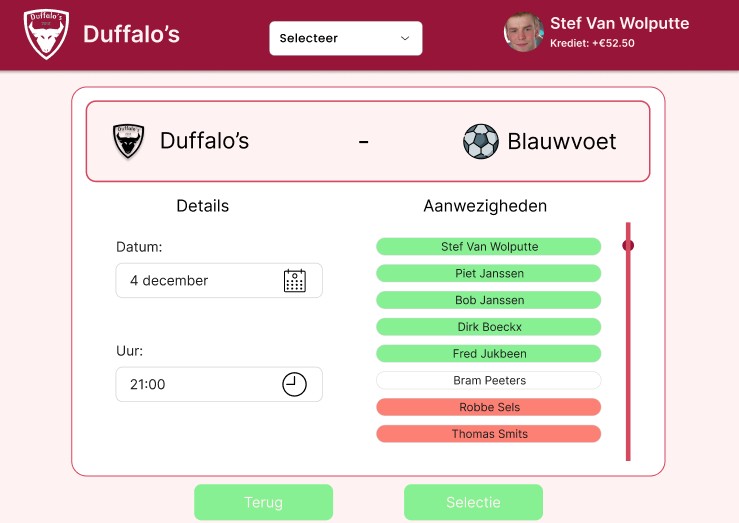 Duffalo's
Duffalo's
Selecteer
Stef Van Wolputte
Krediet: +€52.50
Duffalo's
Duffalo's - Blauwvoet
Details
Aanwezigheden
Datum:
4 december
Uur:
21:00
Stef Van Wolputte
Piet Janssen
Bob Janssen
Dirk Boeckx
Fred Jukbeen
Bram Peeters
Robbe Sels
Thomas Smits
Terug
Selectie